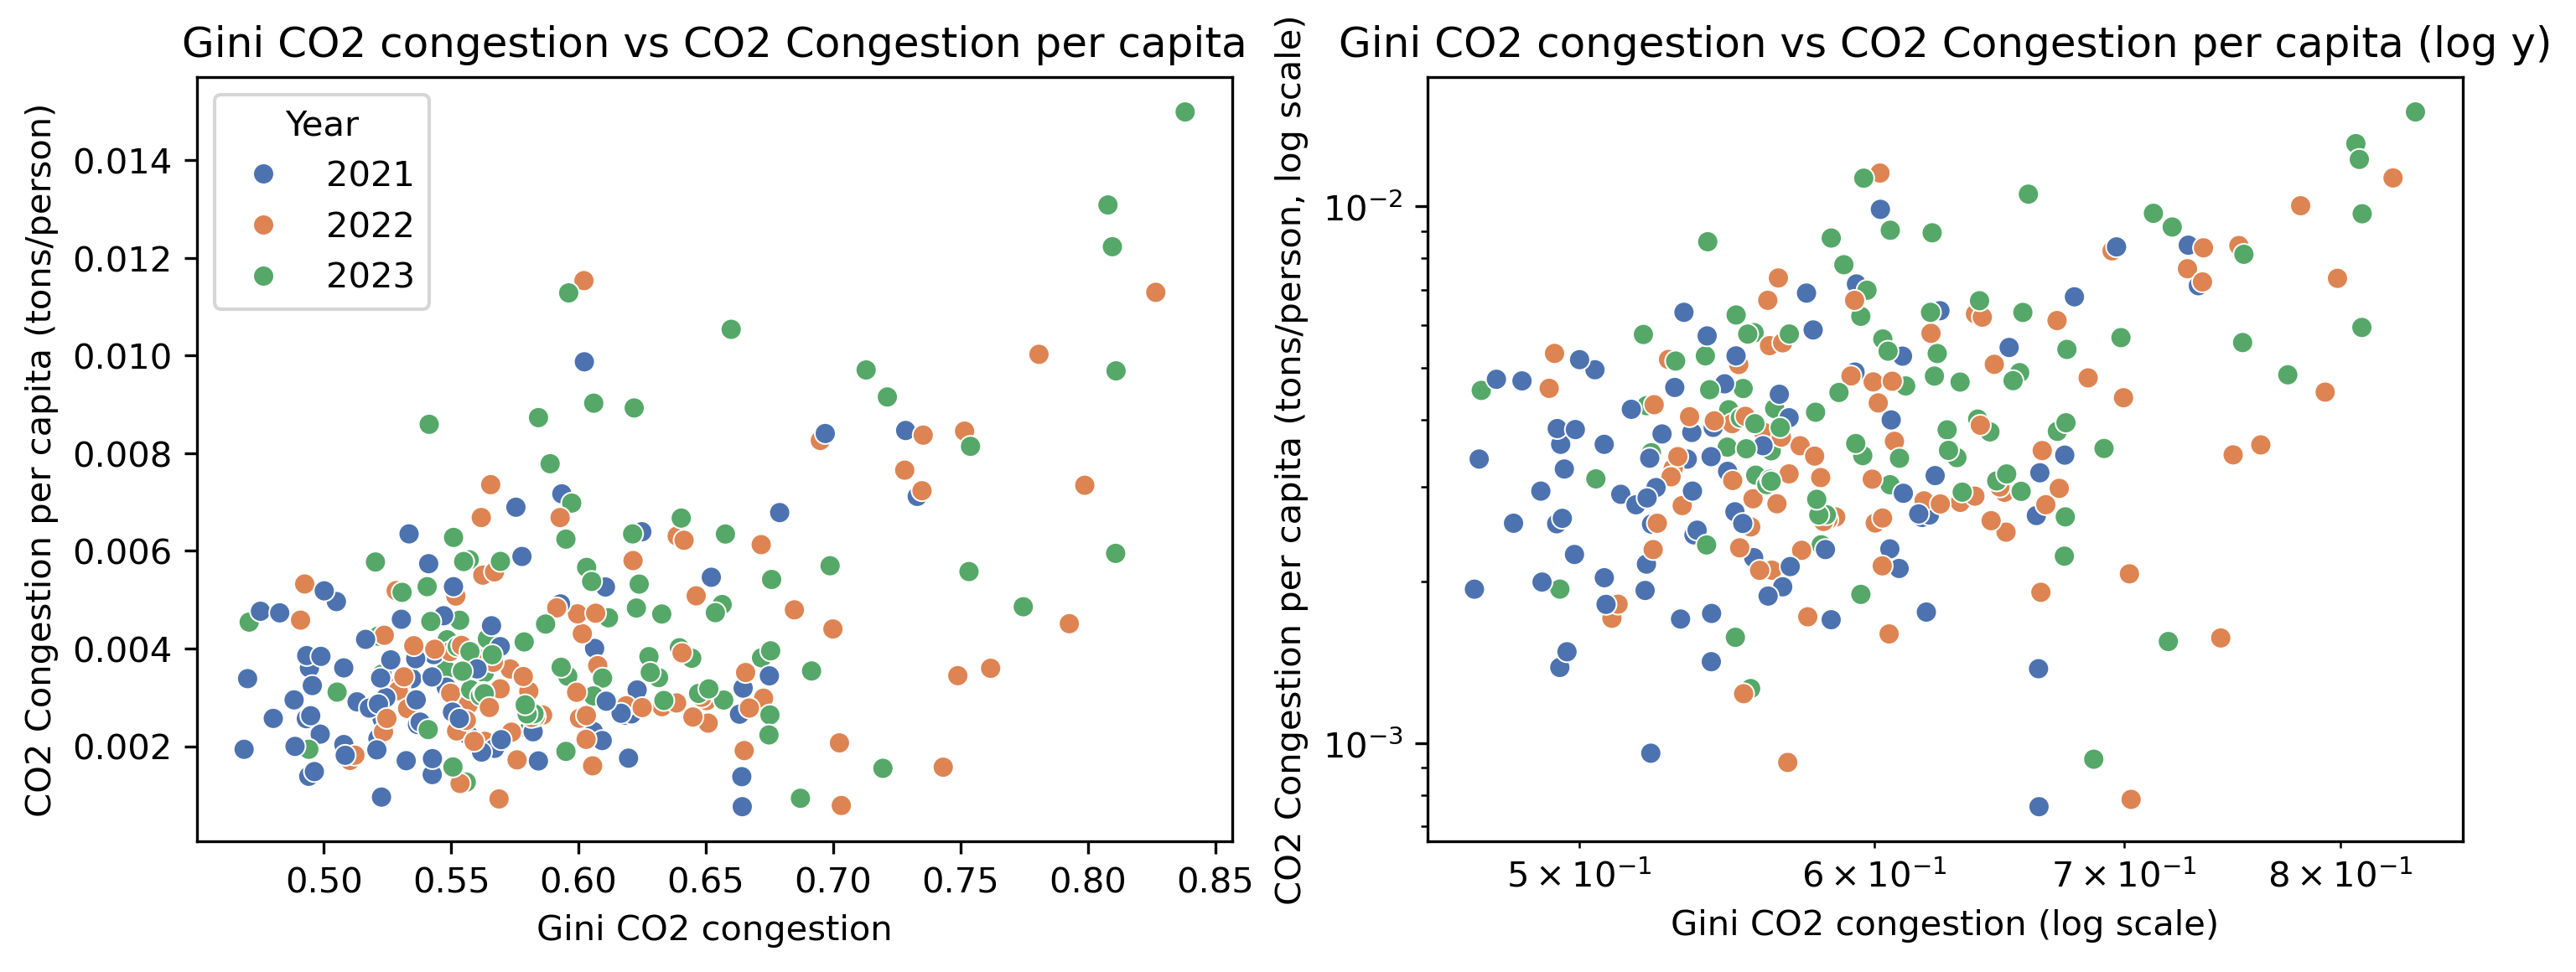 Gini CO2 congestion vs CO2 Congestion per capita
CO2 Congestion per capita (tons/person)
0.014
0.012
0.010
0.008
0.006
0.004
0.002
Year
2021
2022
2023
0.50 0.55 0.60 0.65 0.70 0.75 0.80 0.85
Gini CO2 congestion
Gini CO2 congestion vs CO2 Congestion per capita (log y)
CO2 Congestion per capita (tons/person, log scale)
10⁻²
10⁻³
5 × 10⁻¹ 6 × 10⁻¹ 7 × 10⁻¹ 8 × 10⁻¹
Gini CO2 congestion (log scale)